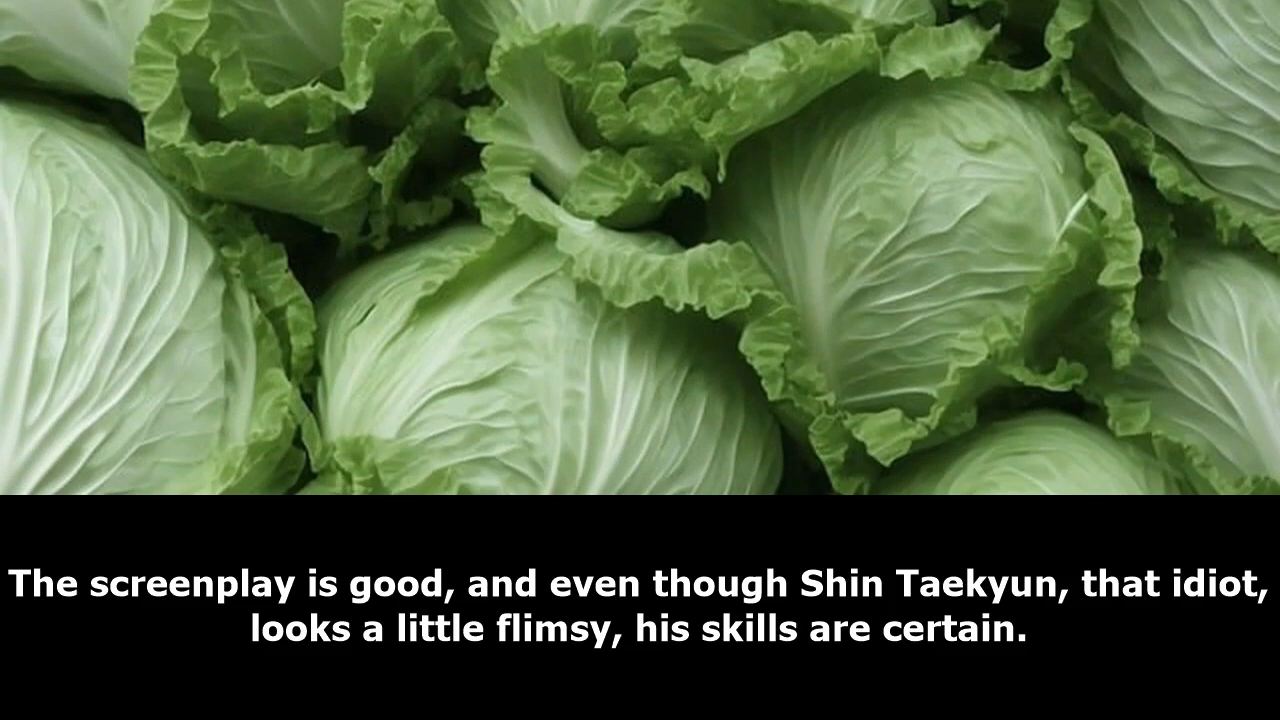 The screenplay is good, and even though Shin Taekyun, that idiot,
looks a little flimsy, his skills are certain.